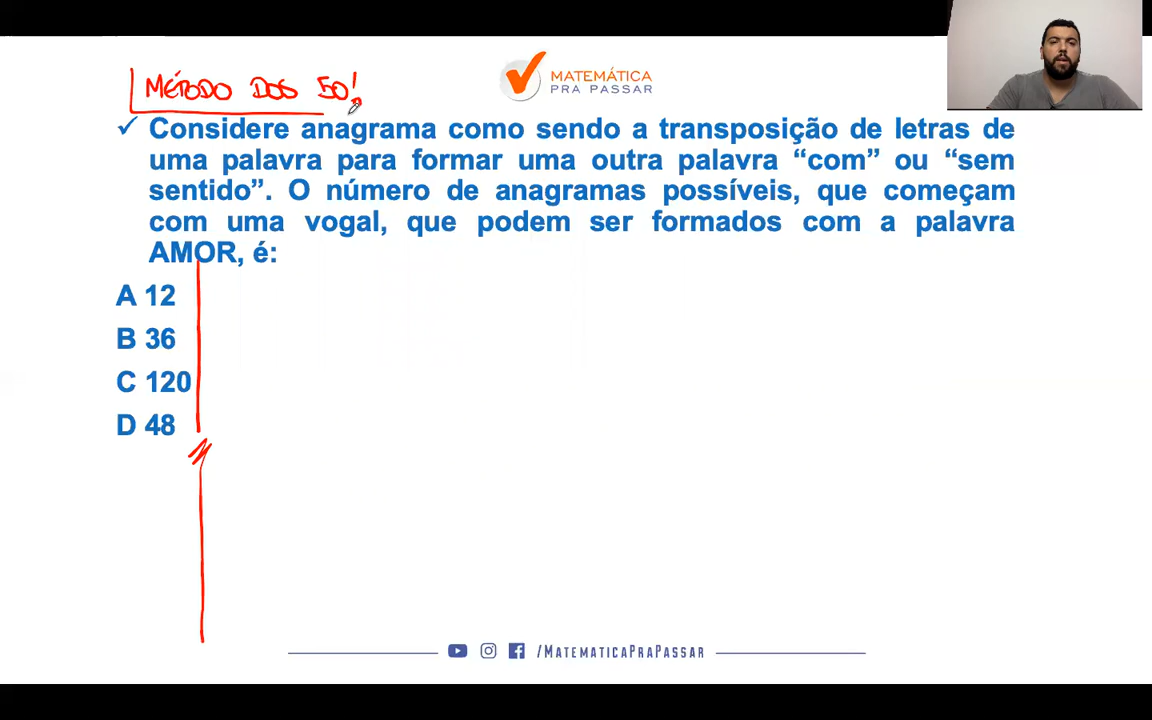 MÉTODO DOS 50!
MATEMÁTICA
PRA PASSAR
Considere anagrama como sendo a transposição de letras de
uma palavra para formar uma outra palavra “com” ou “sem
sentido”. O número de anagramas possíveis, que começam
com uma vogal, que podem ser formados com a palavra
AMOR, é:
A 12
B 36
C 120
D 48
/MATEMATICAPRAPASSAR